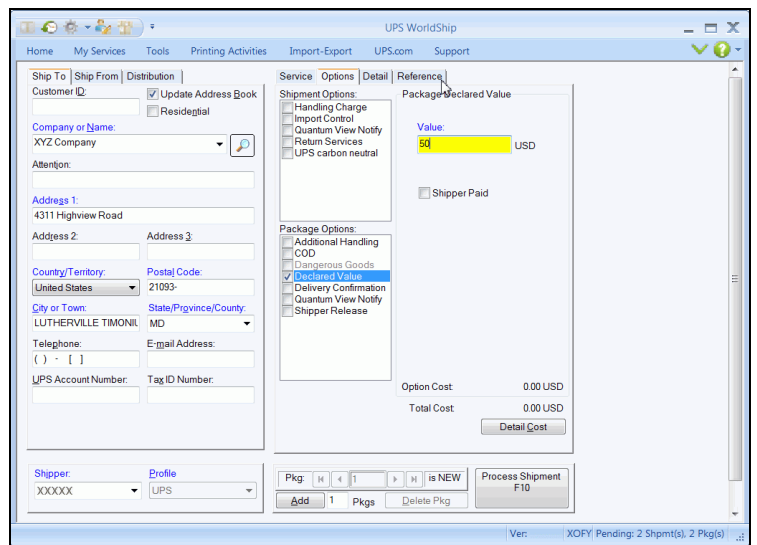 UPS WorldShip
Home My Services Tools Printing Activities Import-Export UPS.com Support
Ship To Ship From Distribution
Customer ID:
Update Address Book
Residential
Company or Name:
XYZ Company
Attention:
Address 1:
4311 Highview Road
Address 2: Address 3:
Country/Territory: Postal Code:
United States 21093-
City or Town: State/Province/County:
LUTHERVILLE TIMONIU MD
Telephone: E-mail Address:
( ) - [ ]
UPS Account Number: Tax ID Number:
Shipper: Profile
XXXXX UPS
Service Options Detail Reference
Shipment Options:
Handling Charge
Import Control
Quantum View Notify
Return Services
UPS carbon neutral
Package Options:
Additional Handling
COD
Dangerous Goods
Declared Value
Delivery Confirmation
Quantum View Notify
Shipper Release
Package Declared Value
Value:
50 USD
Shipper Paid
Option Cost: 0.00 USD
Total Cost: 0.00 USD
Detail Cost
Pkg: 1 is NEW
Add 1 Pkgs Delete Pkg
Process Shipment
F10
Ver: XOFY Pending: 2 Shpmt(s), 2 Pkg(s)